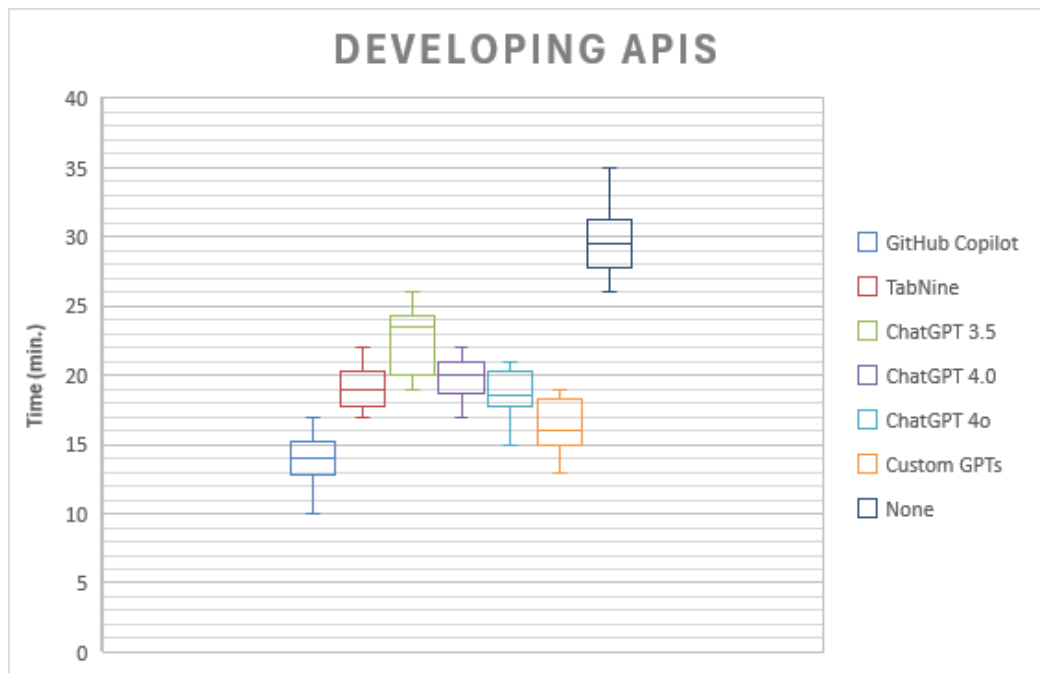 DEVELOPING APIS
40
35
30
25
20
15
10
5
0
Time (min.)
GitHub Copilot
TabNine
ChatGPT 3.5
ChatGPT 4.0
ChatGPT 4o
Custom GPTs
None